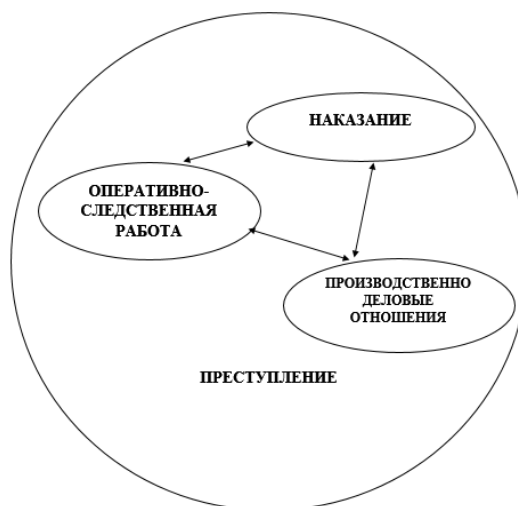 НАКАЗАНИЕ
ОПЕРАТИВНО-
СЛЕДСТВЕННАЯ
РАБОТА
ПРОИЗВОДСТВЕННО
ДЕЛОВЫЕ
ОТНОШЕНИЯ
ПРЕСТУПЛЕНИЕ